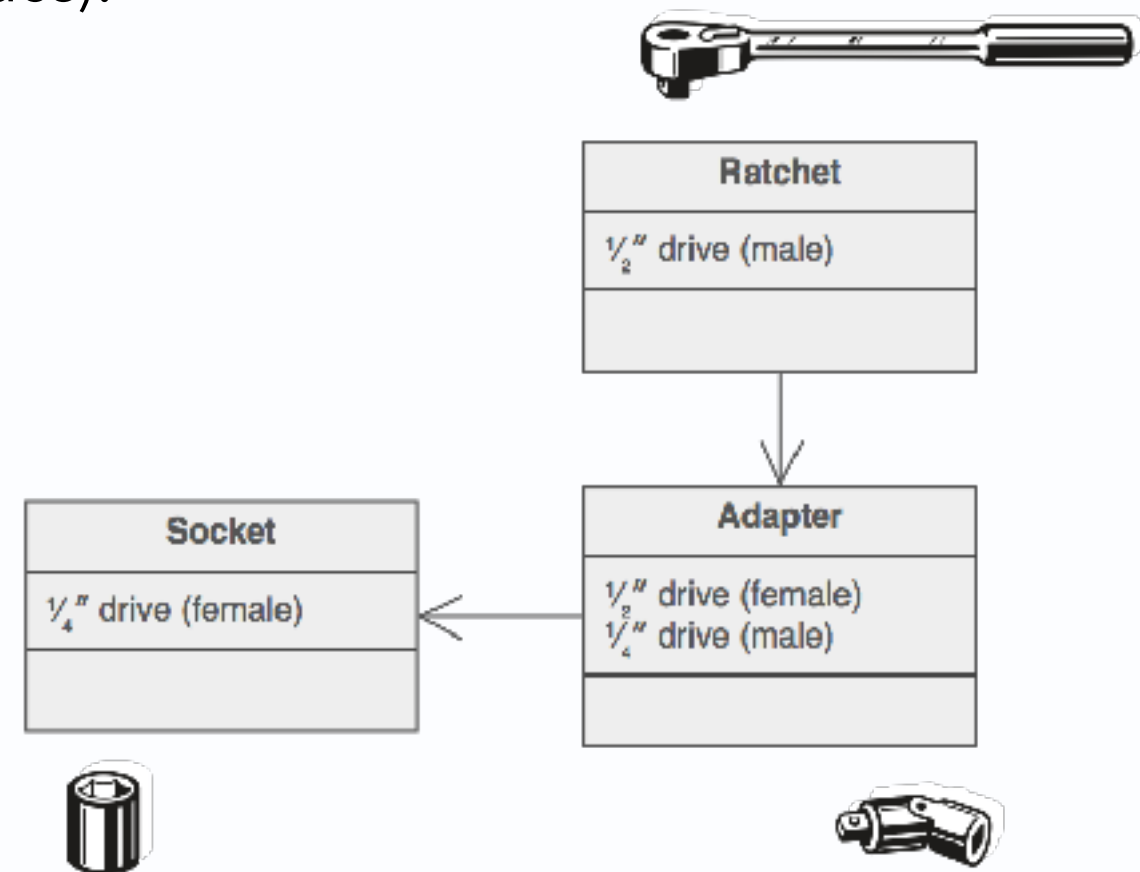 Ratchet
½" drive (male)
Socket
¼" drive (female)
Adapter
½" drive (female)
¼" drive (male)